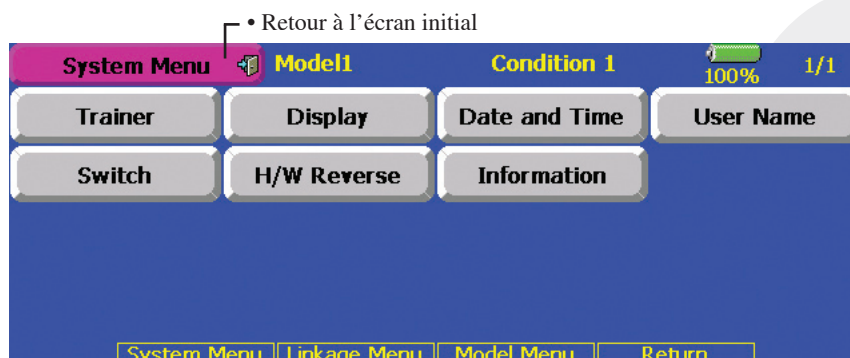 • Retour à l'écran initial
System Menu Model1 Condition 1 100% 1/1
Trainer Display Date and Time User Name
Switch H/W Reverse Information
System Menu Linkage Menu Model Menu Return